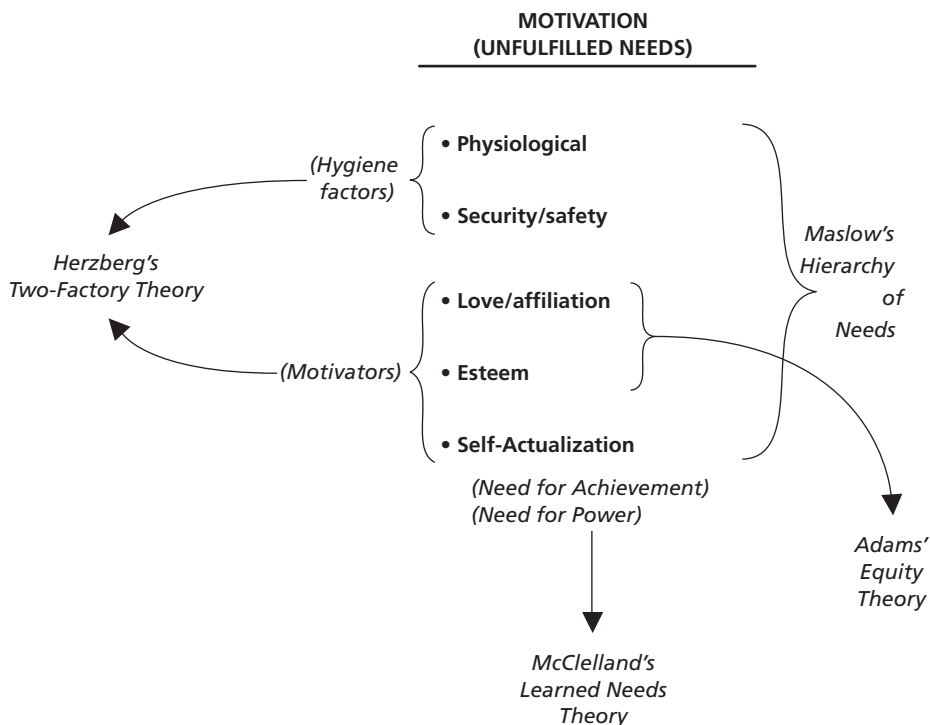 MOTIVATION
(UNFULFILLED NEEDS)
• Physiological
(Hygiene
factors)
• Security/safety
Herzberg's
Two-Factory Theory
Maslow's
Hierarchy
of
Needs
• Love/affiliation
(Motivators)
• Esteem
• Self-Actualization
(Need for Achievement)
(Need for Power)
Adams'
Equity
Theory
McClelland's
Learned Needs
Theory